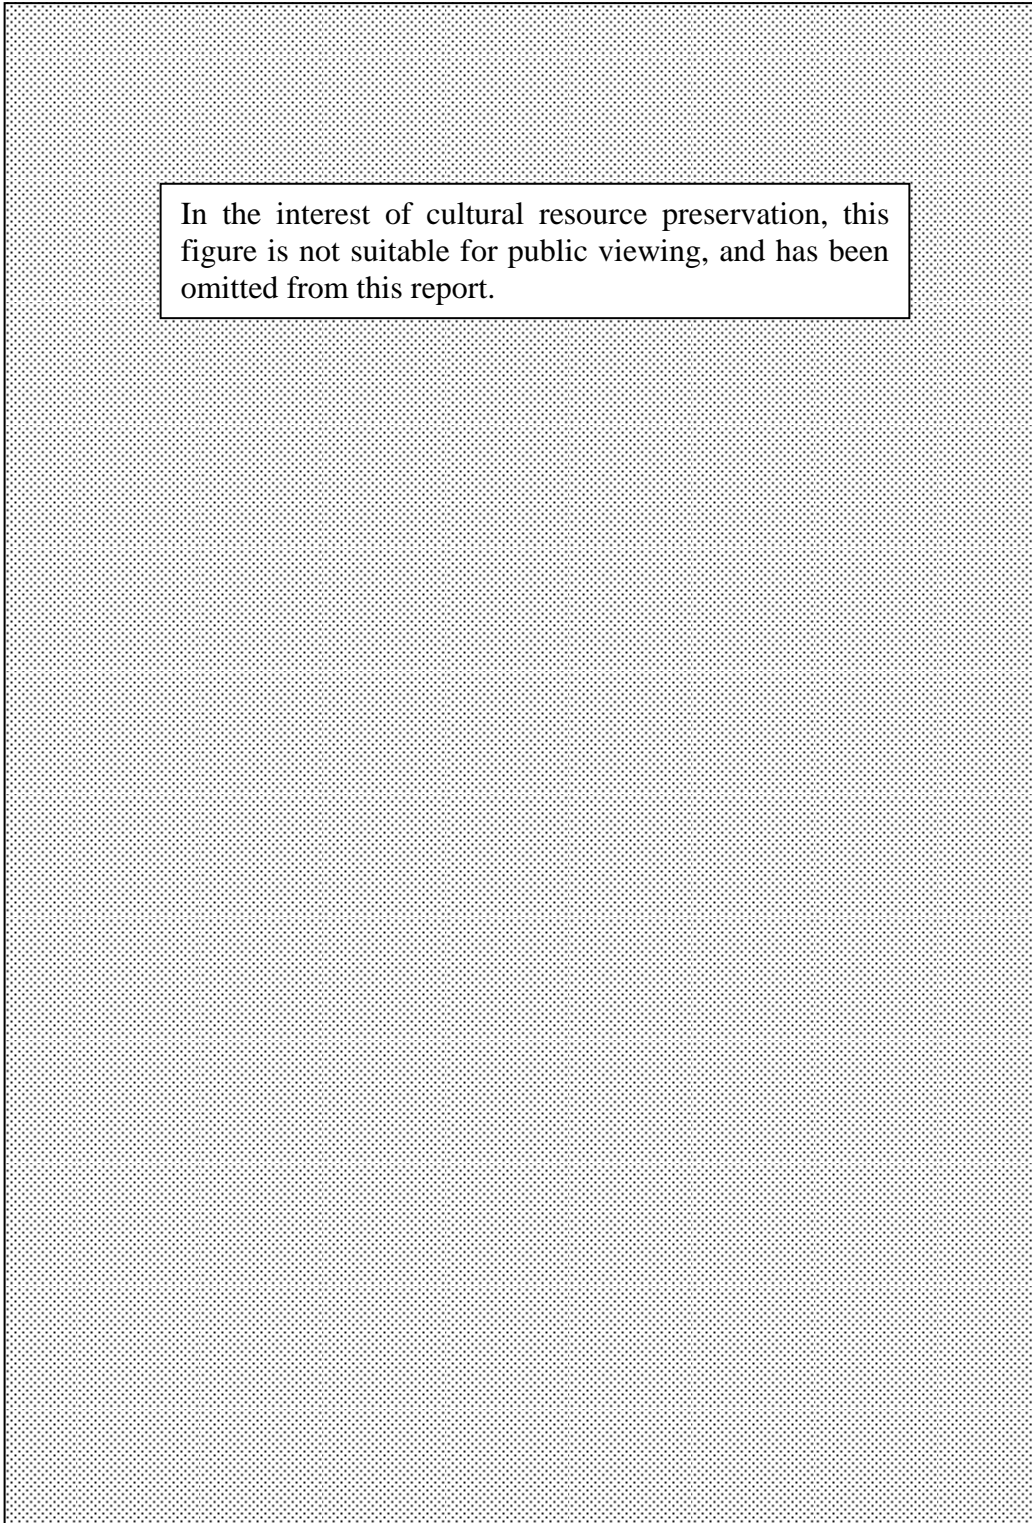 In the interest of cultural resource preservation, this
figure is not suitable for public viewing, and has been
omitted from this report.